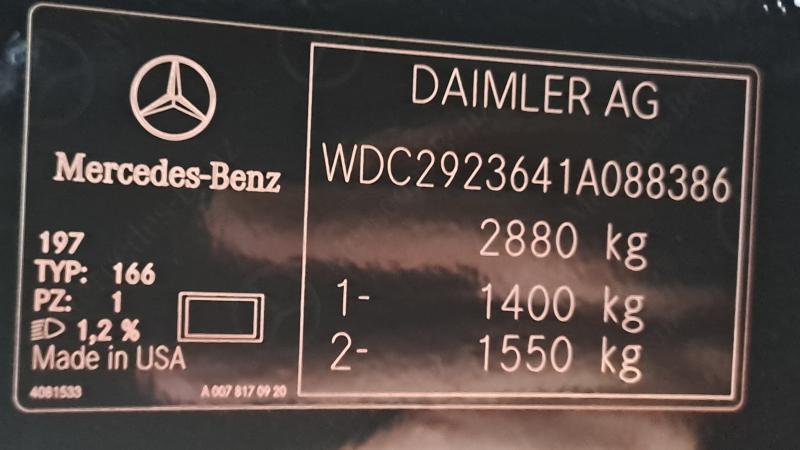 Mercedes-Benz
197
TYP: 166
PZ: 1
1,2 %
Made in USA
4081533
A 007 817 09 20
DAIMLER AG
WDC2923641A088386
2880 kg
1- 1400 kg
2- 1550 kg